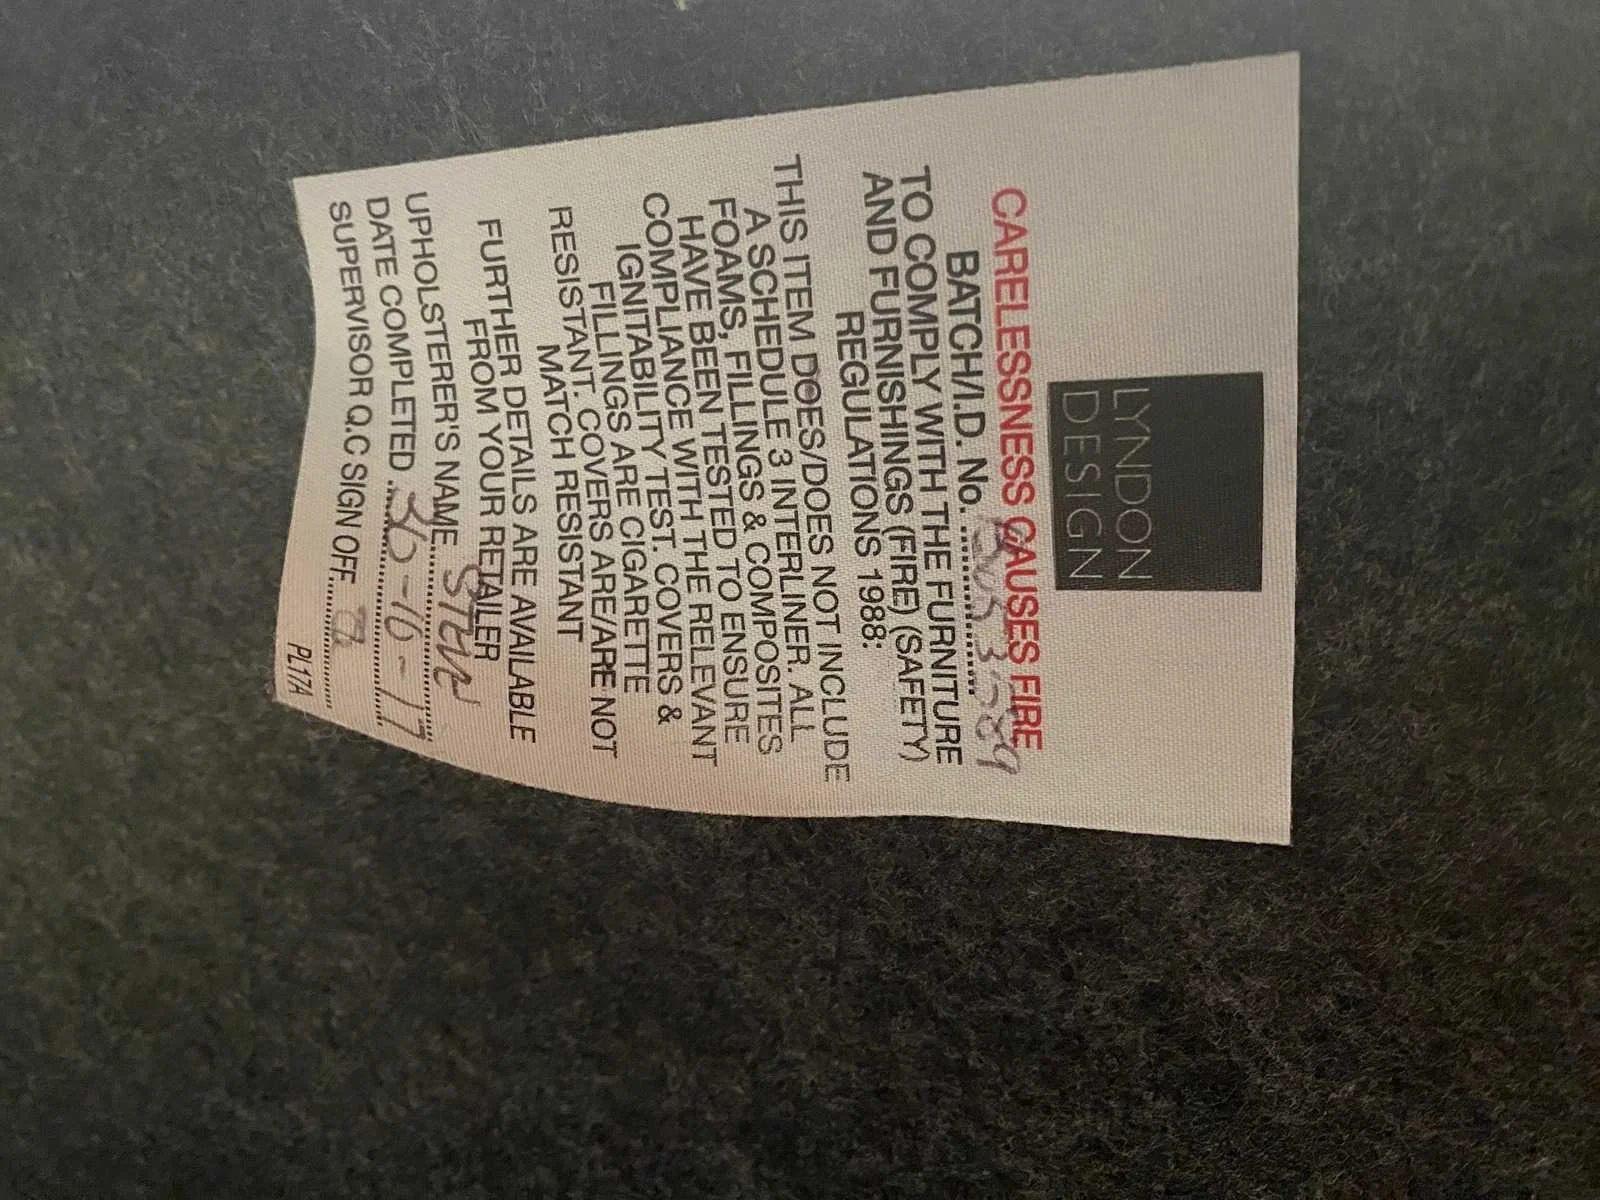 LYNDON
DESIGN
CARELESSNESS CAUSES FIRE
BATCH/I.D. No. ....................
TO COMPLY WITH THE FURNITURE
AND FURNISHINGS (FIRE) (SAFETY)
REGULATIONS 1988:
THIS ITEM DOES/DOES NOT INCLUDE
A SCHEDULE 3 INTERLINER. ALL
FOAMS, FILLINGS & COMPOSITES
HAVE BEEN TESTED TO ENSURE
COMPLIANCE WITH THE RELEVANT
IGNITABILITY TEST. COVERS &
FILLINGS ARE CIGARETTE
RESISTANT. COVERS ARE/ARE NOT
MATCH RESISTANT
FURTHER DETAILS ARE AVAILABLE
FROM YOUR RETAILER
UPHOLSTERER'S NAME STEVE
DATE COMPLETED 30-10-17
SUPERVISOR Q.C SIGN OFF
PL17A